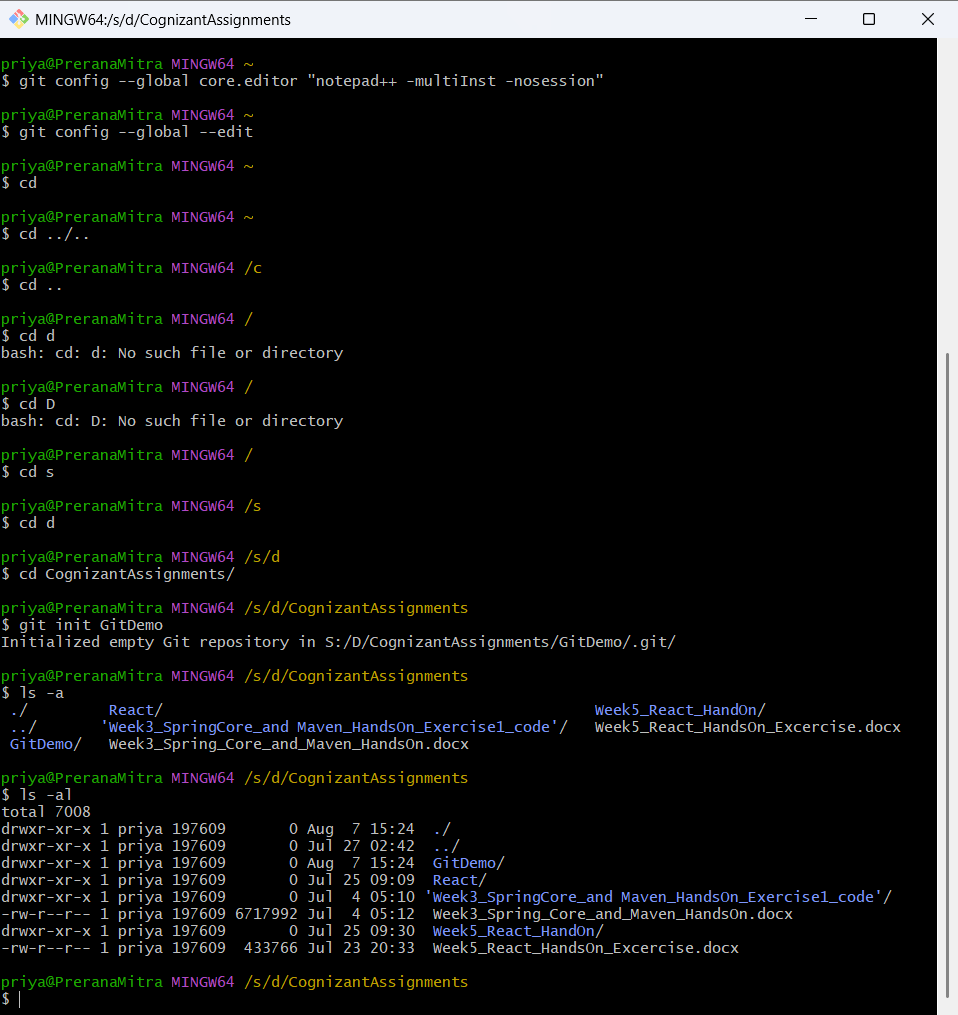 MINGW64:/s/d/CognizantAssignments
priya@PreranaMitra MINGW64 ~
$ git config --global core.editor "notepad++ -multiInst -nosession"
priya@PreranaMitra MINGW64 ~
$ git config --global --edit
priya@PreranaMitra MINGW64 ~
$ cd
priya@PreranaMitra MINGW64 ~
$ cd ../..
priya@PreranaMitra MINGW64 /c
$ cd ..
priya@PreranaMitra MINGW64 /
$ cd d
bash: cd: d: No such file or directory
priya@PreranaMitra MINGW64 /
$ cd D
bash: cd: D: No such file or directory
priya@PreranaMitra MINGW64 /
$ cd s
priya@PreranaMitra MINGW64 /s
$ cd d
priya@PreranaMitra MINGW64 /s/d
$ cd CognizantAssignments/
priya@PreranaMitra MINGW64 /s/d/CognizantAssignments
$ git init GitDemo
Initialized empty Git repository in S:/D/CognizantAssignments/GitDemo/.git/
priya@PreranaMitra MINGW64 /s/d/CognizantAssignments
$ ls -a
./ React/ Week5_React_HandOn/
../ 'Week3_SpringCore_and Maven_HandsOn_Exercise1_code'/ Week5_React_HandsOn_Excercise.docx
GitDemo/ Week3_Spring_Core_and_Maven_HandsOn.docx
priya@PreranaMitra MINGW64 /s/d/CognizantAssignments
$ ls -al
total 7008
drwxr-xr-x 1 priya 197609 0 Aug 7 15:24 ./
drwxr-xr-x 1 priya 197609 0 Jul 27 02:42 ../
drwxr-xr-x 1 priya 197609 0 Aug 7 15:24 GitDemo/
drwxr-xr-x 1 priya 197609 0 Jul 25 09:09 React/
drwxr-xr-x 1 priya 197609 0 Jul 4 05:10 'Week3_SpringCore_and Maven_HandsOn_Exercise1_code'/
-rw-r--r-- 1 priya 197609 6717992 Jul 4 05:12 Week3_Spring_Core_and_Maven_HandsOn.docx
drwxr-xr-x 1 priya 197609 0 Jul 25 09:30 Week5_React_HandOn/
-rw-r--r-- 1 priya 197609 433766 Jul 23 20:33 Week5_React_HandsOn_Excercise.docx
priya@PreranaMitra MINGW64 /s/d/CognizantAssignments
$